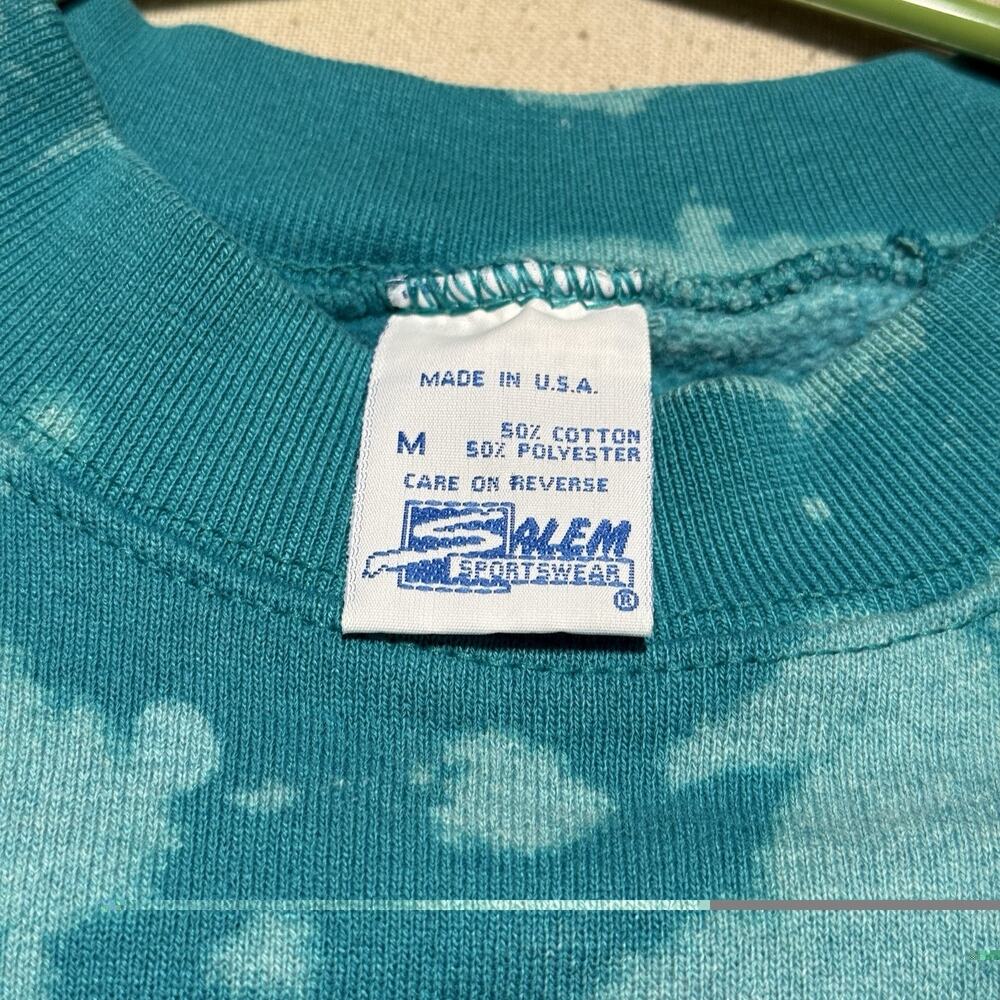 MADE IN U.S.A.
M 50% COTTON
50% POLYESTER
CARE ON REVERSE
SALEM
SPORTSWEAR
®